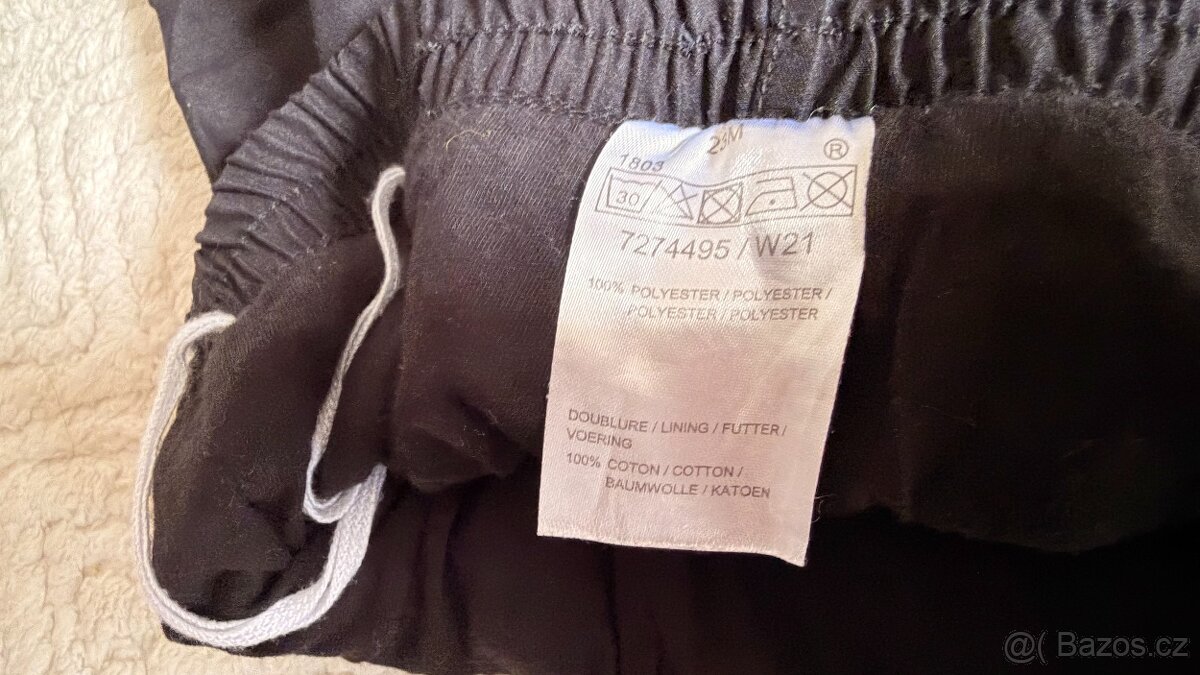 23M
1803
®
30
7274495 / W21
100% POLYESTER / POLYESTER /
POLYESTER / POLYESTER
DOUBLURE / LINING / FUTTER /
VOERING
100% COTON / COTTON /
BAUMWOLLE / KATOEN
@( Bazos.cz